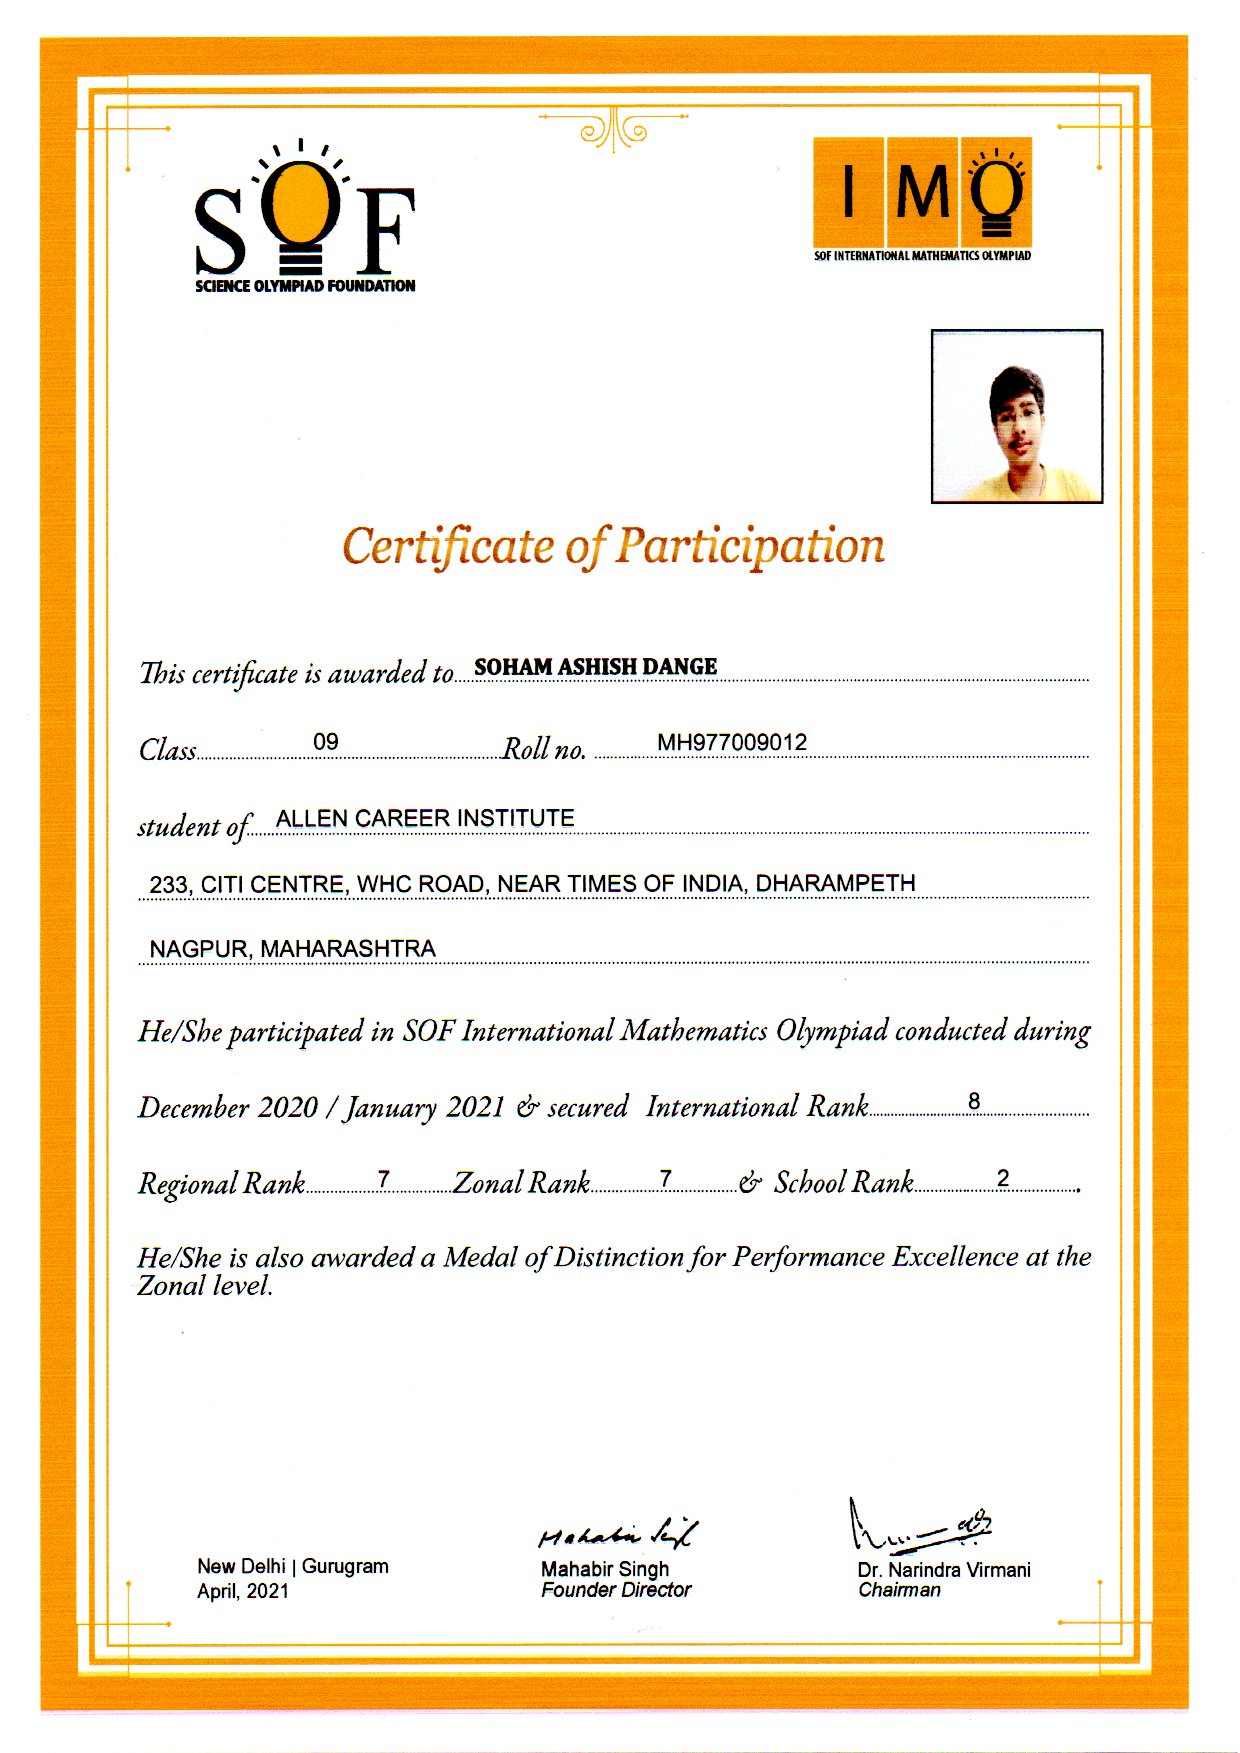 SOF
SCIENCE OLYMPIAD FOUNDATION
IMO
SOF INTERNATIONAL MATHEMATICS OLYMPIAD
Certificate of Participation
This certificate is awarded to SOHAM ASHISH DANGE
Class 09 Roll no. MH977009012
student of ALLEN CAREER INSTITUTE
233, CITI CENTRE, WHC ROAD, NEAR TIMES OF INDIA, DHARAMPETH
NAGPUR, MAHARASHTRA
He/She participated in SOF International Mathematics Olympiad conducted during
December 2020 / January 2021 & secured International Rank 8
Regional Rank 7 Zonal Rank 7 & School Rank 2.
He/She is also awarded a Medal of Distinction for Performance Excellence at the
Zonal level.
Mahabir Singh
New Delhi | Gurugram
April, 2021
Mahabir Singh
Founder Director
Dr. Narindra Virmani
Chairman